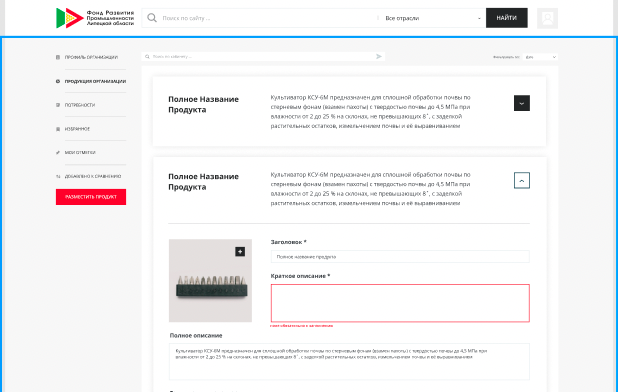 Фонд Развития
Промышленности
Липецкой области
Поиск по сайту ...
Все отрасли
НАЙТИ
ПРОФИЛЬ ОРГАНИЗАЦИИ
Поиск по кабинету ...
Фильтровать по:
Дата
ПРОДУКЦИЯ ОРГАНИЗАЦИИ
ПОТРЕБНОСТИ
ИЗБРАННОЕ
МОИ ОТМЕТКИ
ДОБАВЛЕНО К СРАВНЕНИЮ
РАЗМЕСТИТЬ ПРОДУКТ
Полное Название
Продукта
Культиватор КСУ-6М предназначен для сплошной обработки почвы по
стерневым фонам (взамен пахоты) с твердостью почвы до 4,5 МПа при
влажности от 2 до 25 % на склонах, не превышающих 8˚, с заделкой
растительных остатков, измельчением почвы и её выравниванием
Полное Название
Продукта
Культиватор КСУ-6М предназначен для сплошной обработки почвы по
стерневым фонам (взамен пахоты) с твердостью почвы до 4,5 МПа при
влажности от 2 до 25 % на склонах, не превышающих 8˚, с заделкой
растительных остатков, измельчением почвы и её выравниванием
Заголовок *
Полное название продукта
Краткое описание *
поле обязательно к заполнению
Полное описание
Культиватор КСУ-6М предназначен для сплошной обработки почвы по стерневым фонам (взамен пахоты) с твердостью почвы до 4,5 МПа при
влажности от 2 до 25 % на склонах, не превышающих 8˚, с заделкой растительных остатков, измельчением почвы и её выравниванием